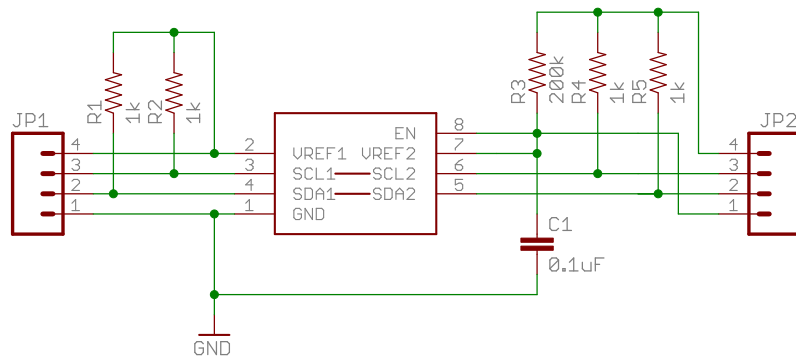 JP1
4
3
2
1
R1
1k
R2
1k
2
3
4
1
VREF1
SCL1
SDA1
GND
EN
VREF2
SCL2
SDA2
8
7
6
5
R3
200k
R4
1k
R5
1k
C1
0.1uF
JP2
4
3
2
1
GND